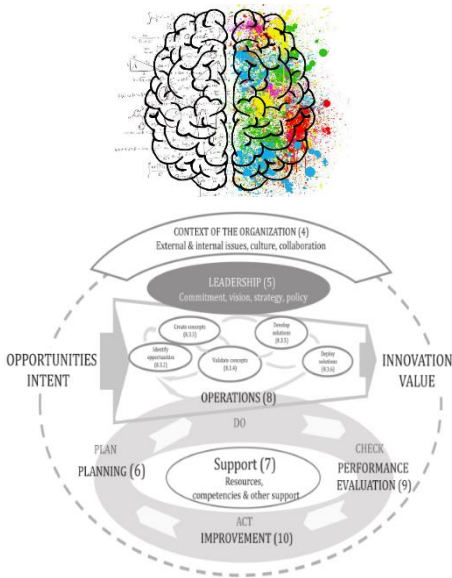 CONTEXT OF THE ORGANIZATION (4)
External & internal issues, culture, collaboration
LEADERSHIP (5)
Commitment, vision, strategy, policy
OPPORTUNITIES
INTENT
Identify
opportunities
(8.3.2)
Create concepts
(8.3.3)
Validate concepts
(8.3.4)
Develop
solutions
(8.3.5)
Deploy
solutions
(8.3.6)
INNOVATION
VALUE
OPERATIONS (8)
DO
PLAN
PLANNING (6)
Support (7)
Resources,
competencies & other support
CHECK
PERFORMANCE
EVALUATION (9)
ACT
IMPROVEMENT (10)